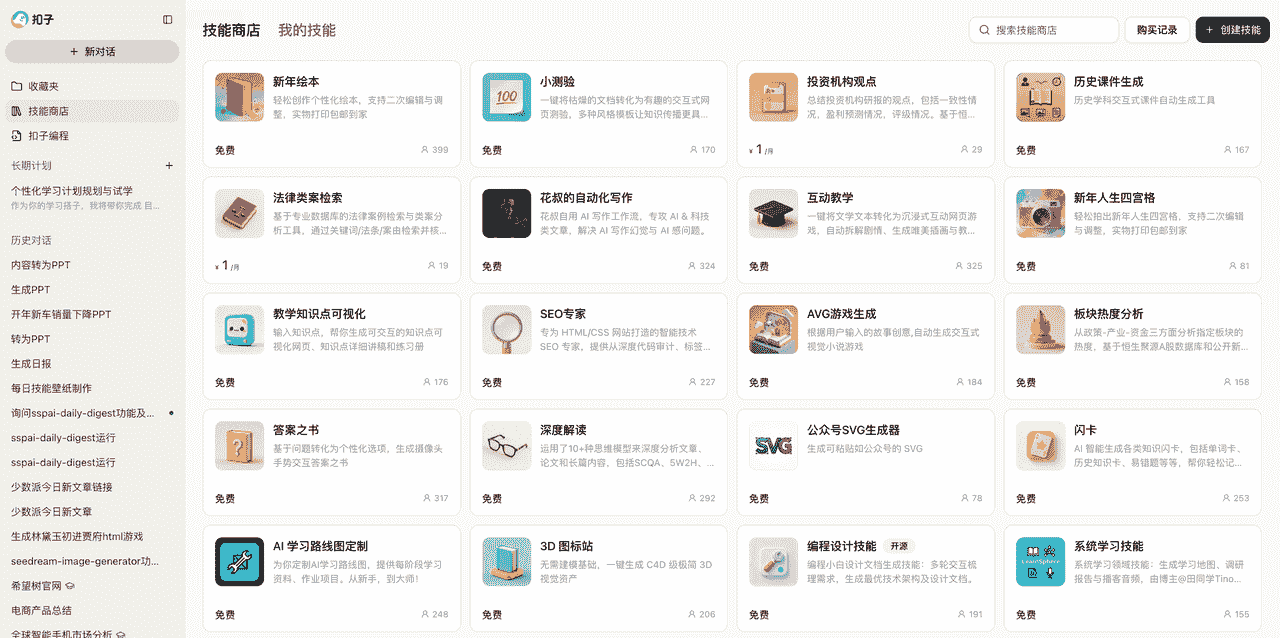 扣子
+ 新对话
收藏夹
技能商店
扣子编程
长期计划 +
个性化学习计划规划与试学
作为你的学习搭子，我将带你完成 目...
历史对话
内容转为PPT
生成PPT
开年新车销量下降PPT
转为PPT
生成日报
每日技能壁纸制作
询问sspai-daily-digest功能及...
sspai-daily-digest运行
sspai-daily-digest运行
少数派今日新文章链接
少数派今日新文章
生成林黛玉初进贾府html游戏
seedream-image-generator功...
希望树官网
电商产品总结
全球智能手机市场分析
技能商店 我的技能
搜索技能商店
购买记录
+ 创建技能
新年绘本
轻松创作个性化绘本，支持二次编辑与调
整，实物打印包邮到家
免费 399
小测验
一键将枯燥的文档转化为有趣的交互式网
页测验，多种风格模板让知识传播更具...
免费 170
投资机构观点
总结投资机构研报的观点，包括一致性情
况，盈利预测情况，评级情况。基于恒...
¥ 1 /月 29
历史课件生成
历史学科交互式课件自动生成工具
免费 167
法律类案检索
基于专业数据库的法律案例检索与类案分
析工具，通过关键词/法条/案由检索并核...
¥ 1 /月 19
花叔的自动化写作
花叔自用 AI 写作工作流，专攻 AI & 科技
类文章，解决 AI 写作幻觉与 AI 感问题。
免费 324
互动教学
一键将文学文本转化为沉浸式互动网页游
戏，自动拆解剧情、生成唯美插画与教...
免费 325
新年人生四宫格
轻松拍出新年人生四宫格，支持二次编辑
与调整，实物打印包邮到家
免费 81
教学知识点可视化
输入知识点，帮你生成可交互的知识点可
视化网页、知识点详细讲稿和练习册
免费 176
SEO专家
专为 HTML/CSS 网站打造的智能技术
SEO 专家，提供从深度代码审计、标签...
免费 227
AVG游戏生成
根据用户输入的故事创意,自动生成交互式
视觉小说游戏
免费 184
板块热度分析
从政策-产业-资金三方面分析指定板块的
热度，基于恒生聚源A股数据库和公开新...
免费 158
答案之书
基于问题转化为个性化选项，生成摄像头
手势交互答案之书
免费 317
深度解读
运用了10+种思维模型来深度分析文章、
论文和长篇内容，包括SCQA、5W2H、...
免费 292
SVG
公众号SVG生成器
生成可粘贴如公众号的 SVG
免费 78
闪卡
AI 智能生成各类知识闪卡，包括单词卡、
历史知识卡、易错题等等，帮你轻松记...
免费 253
AI 学习路线图定制
为你定制AI学习路线图，提供每阶段学习
资料、作业环境。从新手，到大师！
免费 248
3D 图标站
无需建模基础，一键生成 C4D 级极简 3D
视觉资产
免费 206
编程设计技能 开源
编程小白设计文档生成技能：多轮交互梳
理需求，生成最优技术架构及设计文档。
免费 191
系统学习技能
系统学习领域技能：生成学习地图、调研
报告与播客音频，由博主@田同学Tino...
免费 155